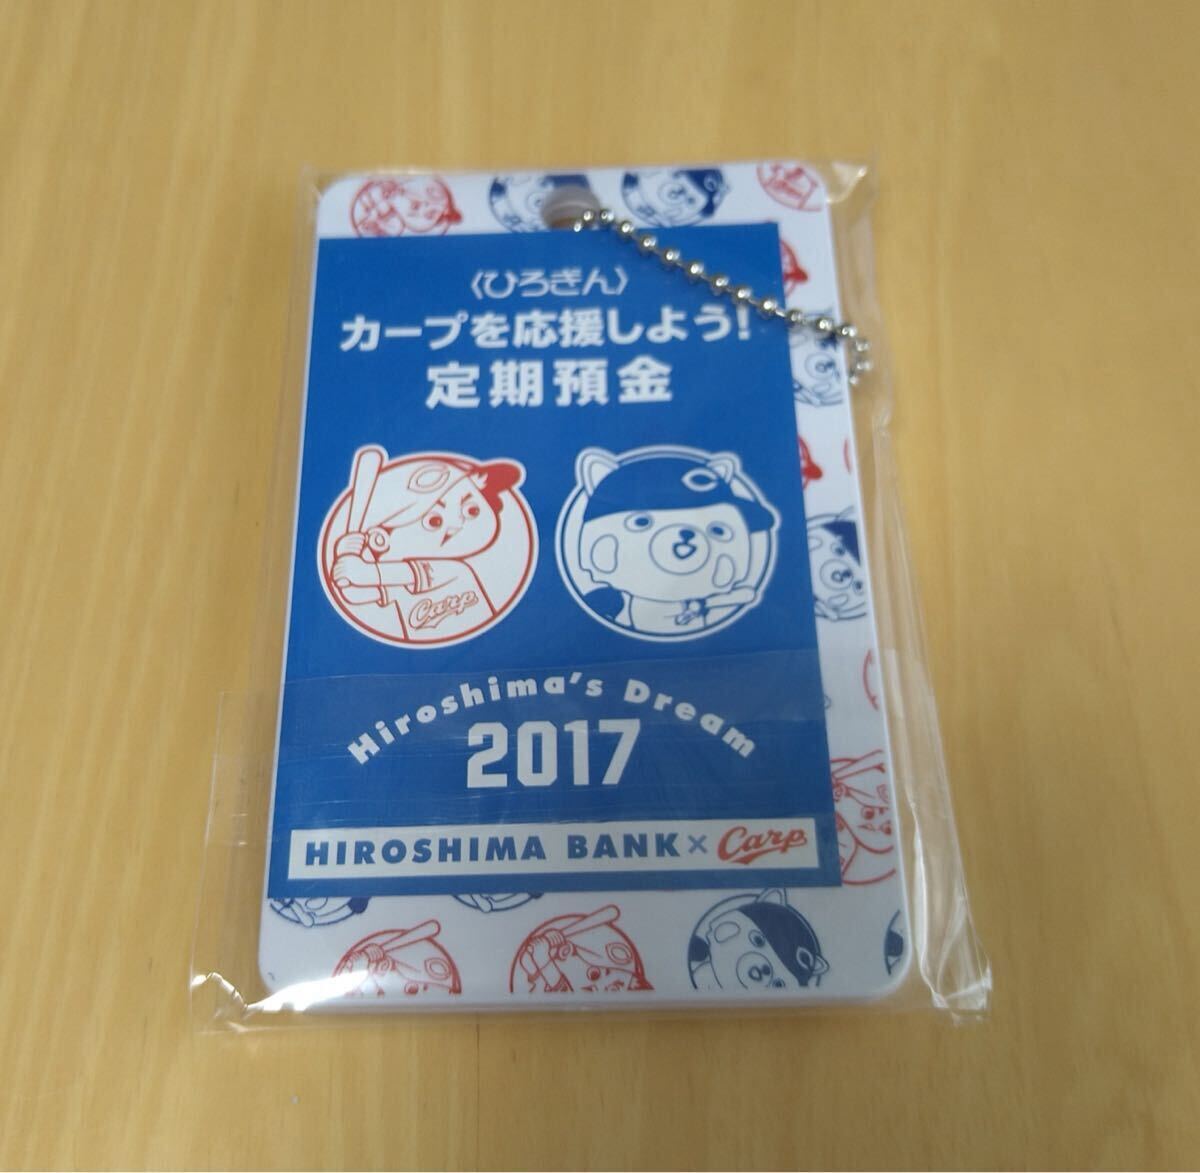 〈ひろぎん〉
カープを応援しよう!
定期預金
Carp
Hiroshima's Dream
2017
HIROSHIMA BANK × Carp